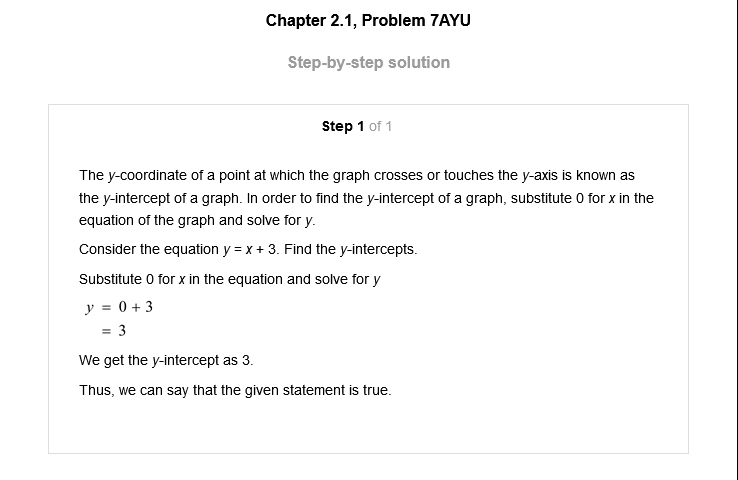 Chapter 2.1, Problem 7AYU
Step-by-step solution
Step 1 of 1
The y-coordinate of a point at which the graph crosses or touches the y-axis is known as
the y-intercept of a graph. In order to find the y-intercept of a graph, substitute 0 for x in the
equation of the graph and solve for y.
Consider the equation y = x + 3. Find the y-intercepts.
Substitute 0 for x in the equation and solve for y
y = 0 + 3
= 3
We get the y-intercept as 3.
Thus, we can say that the given statement is true.